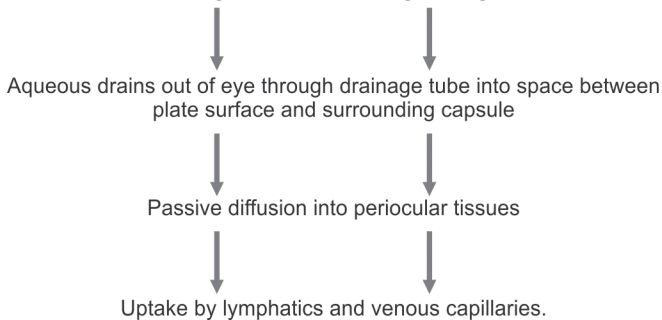 Aqueous drains out of eye through drainage tube into space between
plate surface and surrounding capsule
Passive diffusion into periocular tissues
Uptake by lymphatics and venous capillaries.